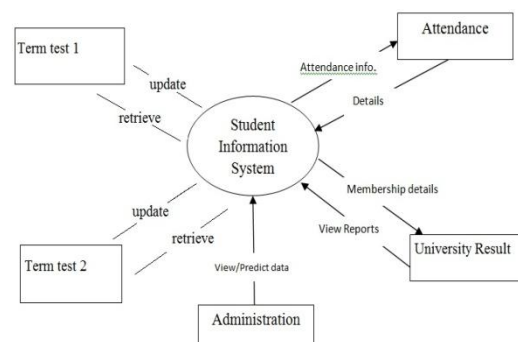 Term test 1
Attendance
update
Attendance info.
retrieve
Details
Student
Information
System
Membership details
update
retrieve
View Reports
Term test 2
University Result
View/Predict data
Administration